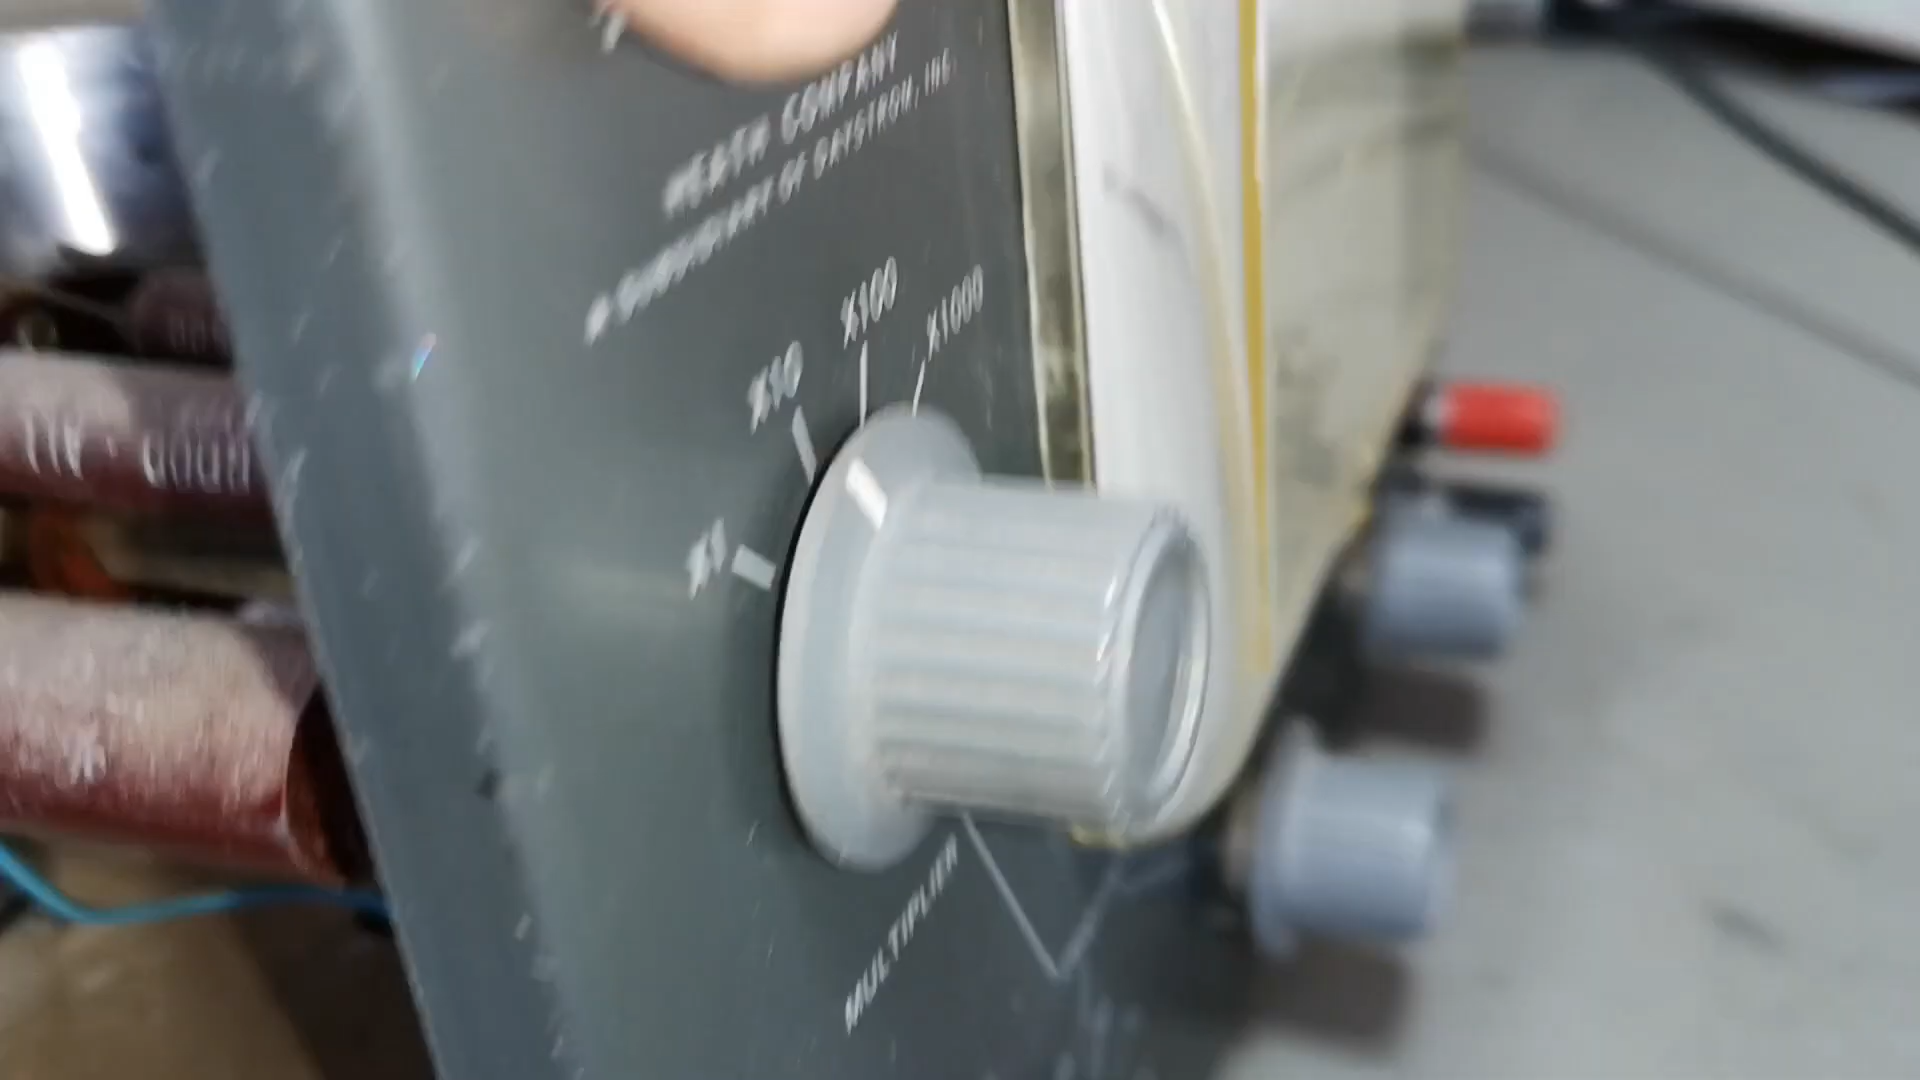 HEATH COMPANY
A SUBSIDIARY OF DAYSTROM, INC.
X1
X10
X100
X1000
MULTIPLIER